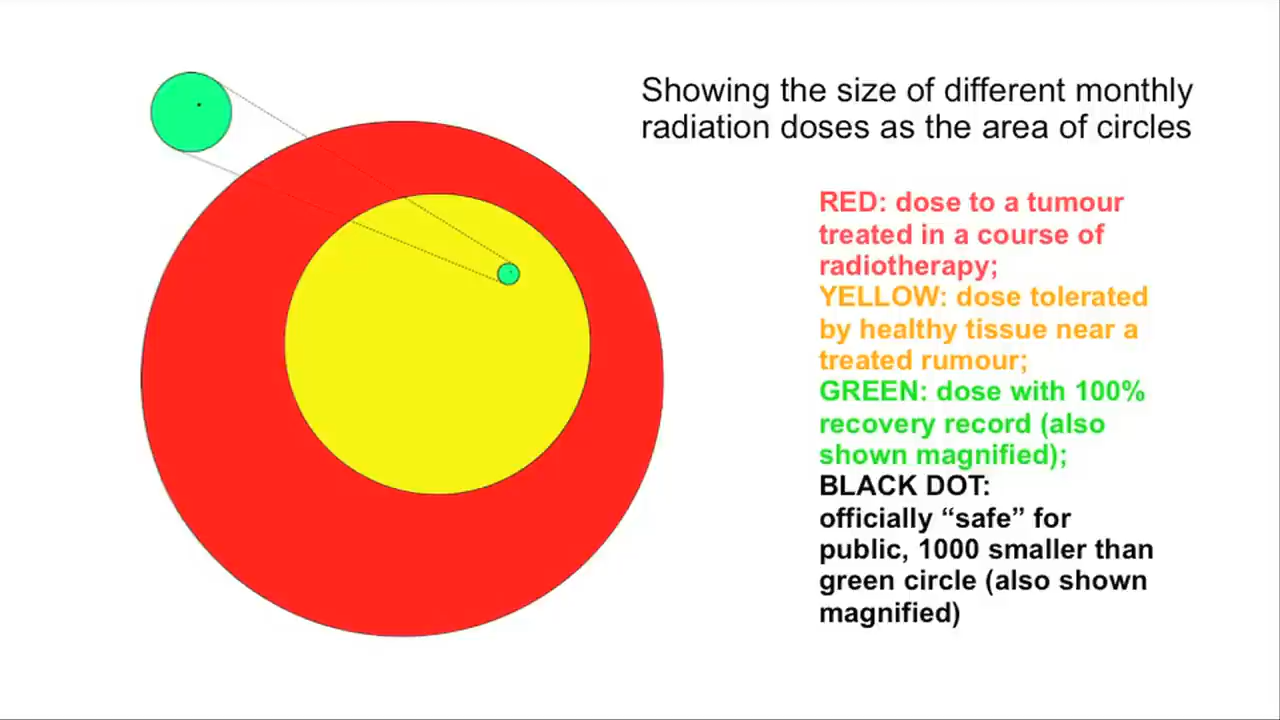 Showing the size of different monthly
radiation doses as the area of circles
RED: dose to a tumour
treated in a course of
radiotherapy;
YELLOW: dose tolerated
by healthy tissue near a
treated rumour;
GREEN: dose with 100%
recovery record (also
shown magnified);
BLACK DOT:
officially “safe” for
public, 1000 smaller than
green circle (also shown
magnified)